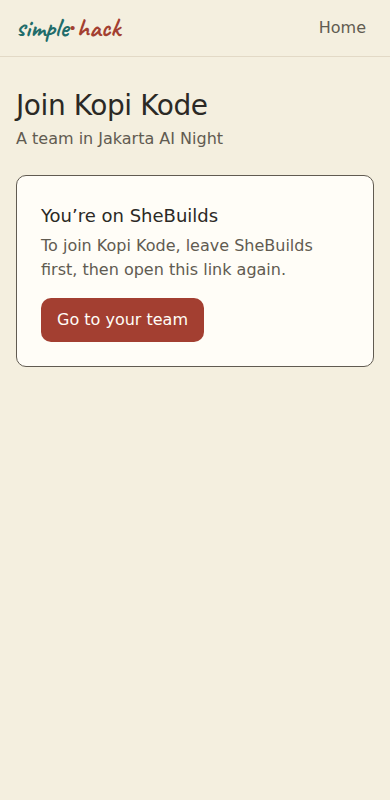 simple·hack
Home
Join Kopi Kode
A team in Jakarta AI Night
You’re on SheBuilds
To join Kopi Kode, leave SheBuilds
first, then open this link again.
Go to your team